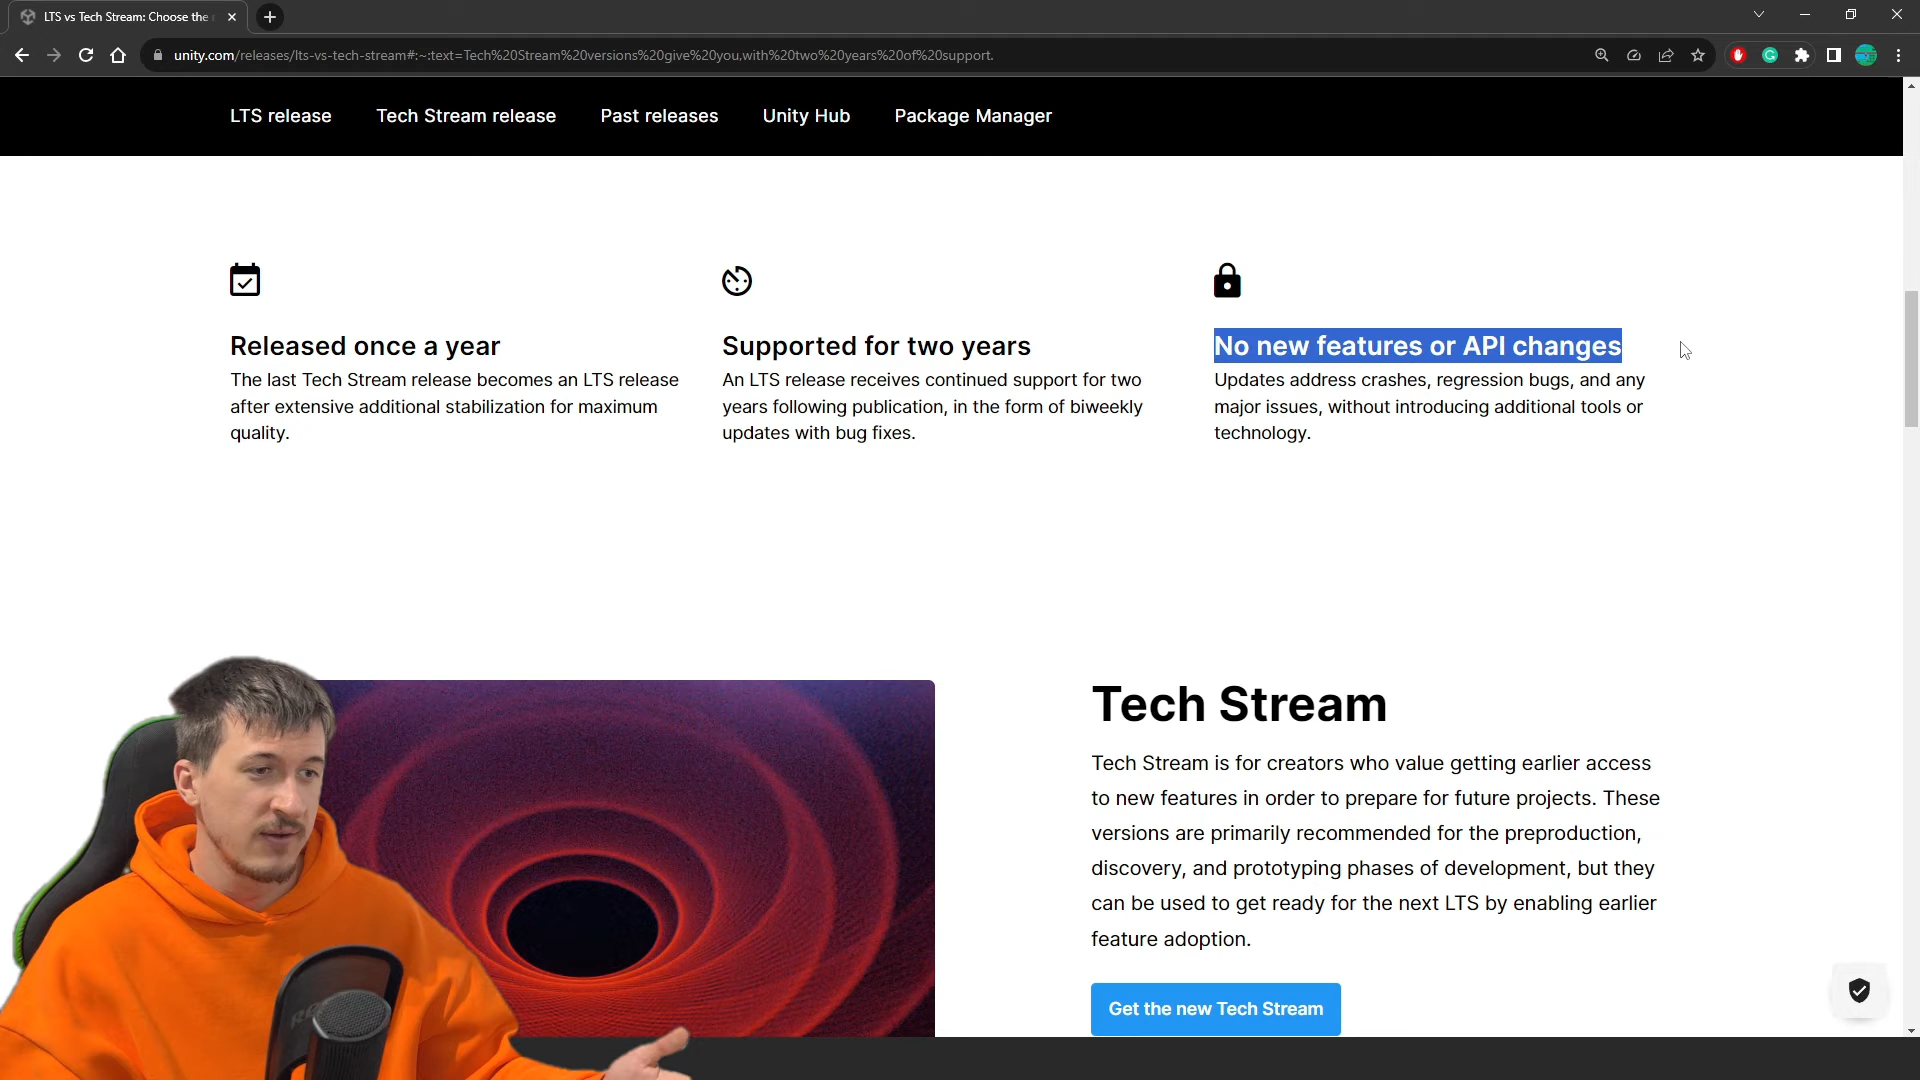 LTS vs Tech Stream: Choose the
unity.com/releases/lts-vs-tech-stream#:~:text=Tech%20Stream%20versions%20give%20you,with%20two%20years%20of%20support.
LTS release
Tech Stream release
Past releases
Unity Hub
Package Manager
Released once a year
The last Tech Stream release becomes an LTS release
after extensive additional stabilization for maximum
quality.
Supported for two years
An LTS release receives continued support for two
years following publication, in the form of biweekly
updates with bug fixes.
No new features or API changes
Updates address crashes, regression bugs, and any
major issues, without introducing additional tools or
technology.
Tech Stream
Tech Stream is for creators who value getting earlier access
to new features in order to prepare for future projects. These
versions are primarily recommended for the preproduction,
discovery, and prototyping phases of development, but they
can be used to get ready for the next LTS by enabling earlier
feature adoption.
Get the new Tech Stream